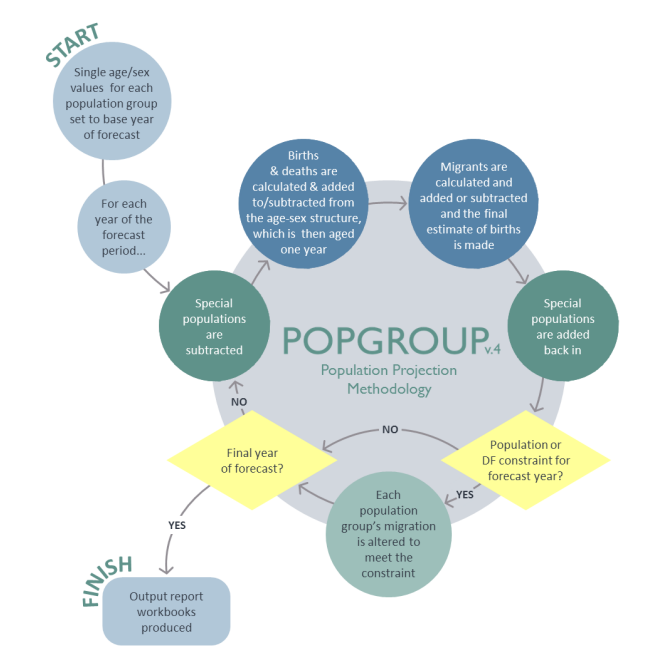 START
Single age/sex
values for each
population group
set to base year
of forecast
For each
year of the
forecast
period...
Special
populations
are
subtracted
Births
& deaths are
calculated & added
to/subtracted from
the age-sex structure,
which is then aged
one year
Migrants are
calculated and
added or subtracted
and the final
estimate of births
is made
Special
populations
are added
back in
POPGROUP v.4
Population Projection
Methodology
Population or
DF constraint for
forecast year?
NO
YES
Each
population
group's migration
is altered to
meet the
constraint
Final year
of forecast?
NO
YES
FINISH
Output report
workbooks
produced